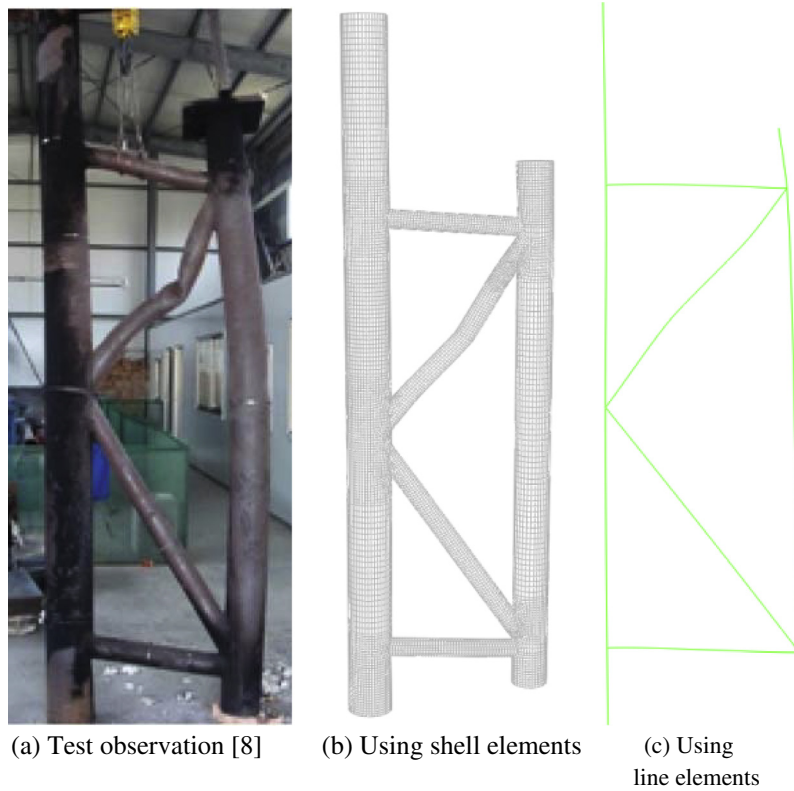 (a) Test observation [8]
(b) Using shell elements
(c) Using
line elements